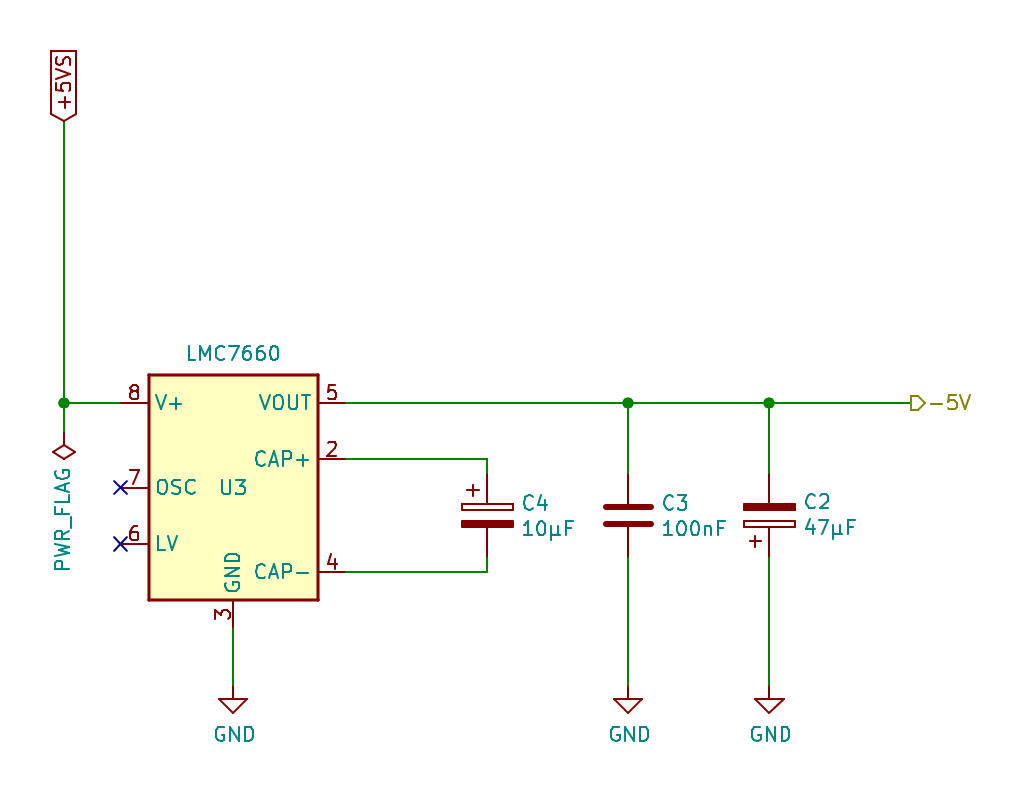 +5VS
LMC7660
8
V+
VOUT
5
CAP+
2
7
OSC
U3
6
LV
GND
CAP-
4
3
PWR_FLAG
+
C4
10µF
C3
100nF
C2
47µF
+
-5V
GND
GND
GND